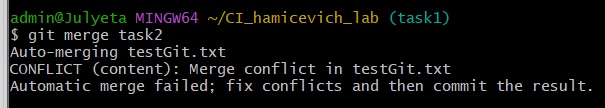 admin@Julyeta MINGW64 ~/CI_hamicevich_lab (task1)
$ git merge task2
Auto-merging testGit.txt
CONFLICT (content): Merge conflict in testGit.txt
Automatic merge failed; fix conflicts and then commit the result.